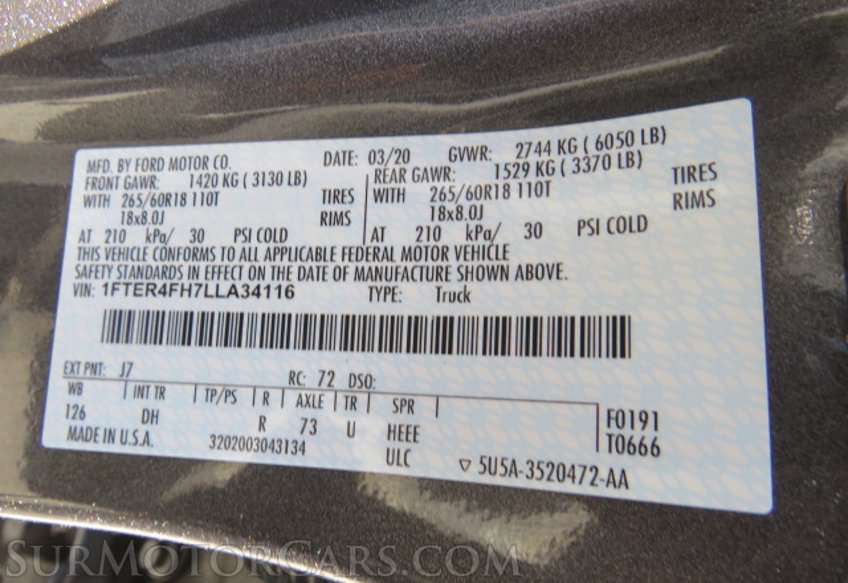 MFD. BY FORD MOTOR CO. DATE: 03/20 GVWR: 2744 KG ( 6050 LB)
FRONT GAWR: 1420 KG ( 3130 LB) REAR GAWR: 1529 KG ( 3370 LB)
WITH 265/60R18 110T TIRES WITH 265/60R18 110T TIRES
18x8.0J RIMS 18x8.0J RIMS
AT 210 kPa/ 30 PSI COLD AT 210 kPa/ 30 PSI COLD
THIS VEHICLE CONFORMS TO ALL APPLICABLE FEDERAL MOTOR VEHICLE
SAFETY STANDARDS IN EFFECT ON THE DATE OF MANUFACTURE SHOWN ABOVE.
VIN: 1FTER4FH7LLA34116 TYPE: Truck
EXT PNT: J7 RC: 72 DSO:
WB INT TR TP/PS R AXLE TR SPR
126 DH R 73 U HEEE F0191
MADE IN U.S.A. 3202003043134 ULC T0666
5U5A-3520472-AA
SurMotorCars.com